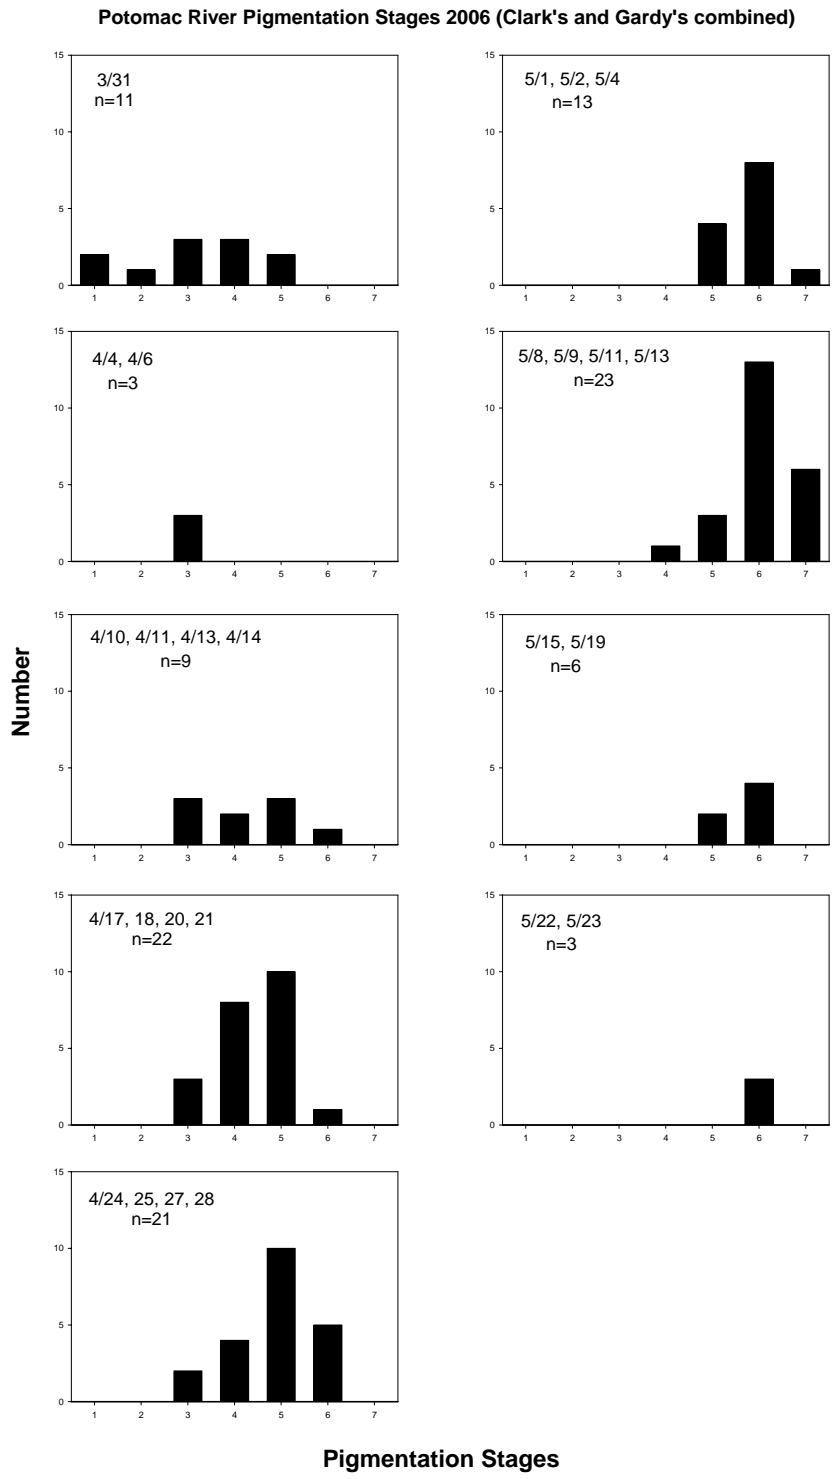 Potomac River Pigmentation Stages 2006 (Clark's and Gardy's combined)
15
10
5
0
3/31
n=11
1 2 3 4 5 6 7
15
10
5
0
4/4, 4/6
n=3
1 2 3 4 5 6 7
15
10
5
0
4/10, 4/11, 4/13, 4/14
n=9
1 2 3 4 5 6 7
15
10
5
0
4/17, 18, 20, 21
n=22
1 2 3 4 5 6 7
15
10
5
0
4/24, 25, 27, 28
n=21
1 2 3 4 5 6 7
15
10
5
0
5/1, 5/2, 5/4
n=13
1 2 3 4 5 6 7
15
10
5
0
5/8, 5/9, 5/11, 5/13
n=23
1 2 3 4 5 6 7
15
10
5
0
5/15, 5/19
n=6
1 2 3 4 5 6 7
15
10
5
0
5/22, 5/23
n=3
1 2 3 4 5 6 7
Number
Pigmentation Stages